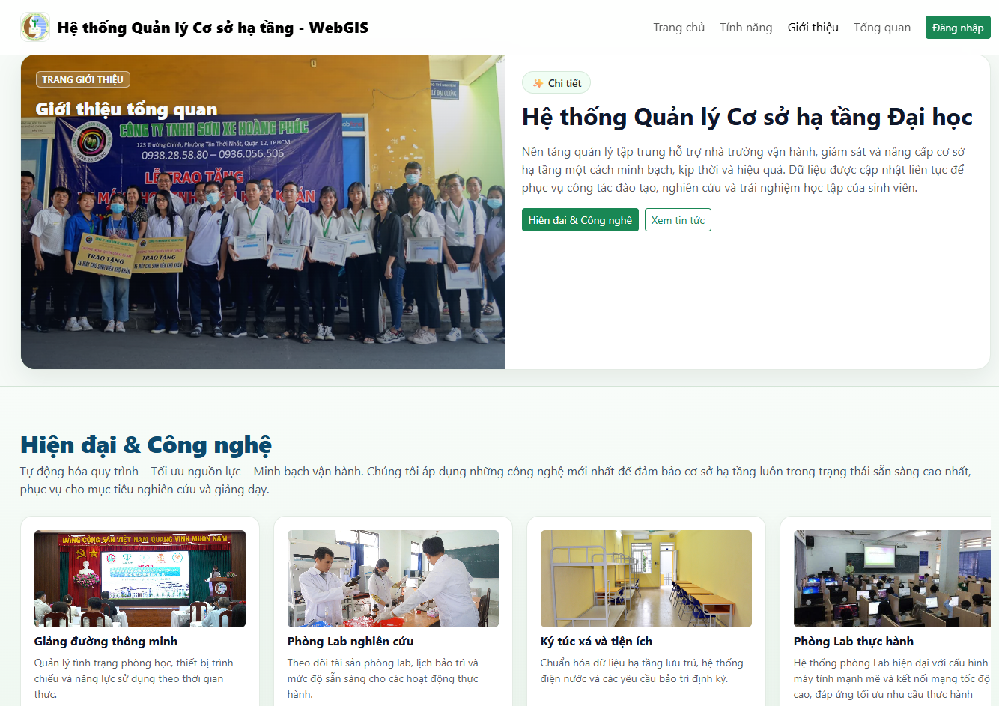 Hệ thống Quản lý Cơ sở hạ tầng - WebGIS
Trang chủ
Tính năng
Giới thiệu
Tổng quan
Đăng nhập
TRANG GIỚI THIỆU
Giới thiệu tổng quan
CÔNG TY TNHH SƠN XE HOÀNG PHÚC
123 Trường Chinh, Phường Tân Thới Nhất, Quận 12, TP.HCM
0938.28.58.80 – 0936.056.506
LỄ TRAO TẶNG
TRAO TẶNG
XE MÁY CHO SINH VIÊN KHÓ KHĂN
TRAO TẶNG
XE MÁY CHO SINH VIÊN KHÓ KHĂN
✨ Chi tiết
Hệ thống Quản lý Cơ sở hạ tầng Đại học
Nền tảng quản lý tập trung hỗ trợ nhà trường vận hành, giám sát và nâng cấp cơ sở
hạ tầng một cách minh bạch, kịp thời và hiệu quả. Dữ liệu được cập nhật liên tục để
phục vụ công tác đào tạo, nghiên cứu và trải nghiệm học tập của sinh viên.
Hiện đại & Công nghệ
Xem tin tức
Hiện đại & Công nghệ
Tự động hóa quy trình – Tối ưu nguồn lực – Minh bạch vận hành. Chúng tôi áp dụng những công nghệ mới nhất để đảm bảo cơ sở hạ tầng luôn trong trạng thái sẵn sàng cao nhất,
phục vụ cho mục tiêu nghiên cứu và giảng dạy.
ĐẢNG CỘNG SẢN VIỆT NAM QUANG VINH MUÔN NĂM
Giảng đường thông minh
Quản lý tình trạng phòng học, thiết bị trình
chiếu và năng lực sử dụng theo thời gian
thực.
Phòng Lab nghiên cứu
Theo dõi tài sản phòng lab, lịch bảo trì và
mức độ sẵn sàng cho các hoạt động thực
hành.
Ký túc xá và tiện ích
Chuẩn hóa dữ liệu hạ tầng lưu trú, hệ thống
điện nước và các yêu cầu bảo trì định kỳ.
Phòng Lab thực hành
Hệ thống phòng Lab hiện đại với cấu hình
máy tính mạnh mẽ và kết nối mạng tốc độ
cao, đáp ứng tối ưu nhu cầu thực hành